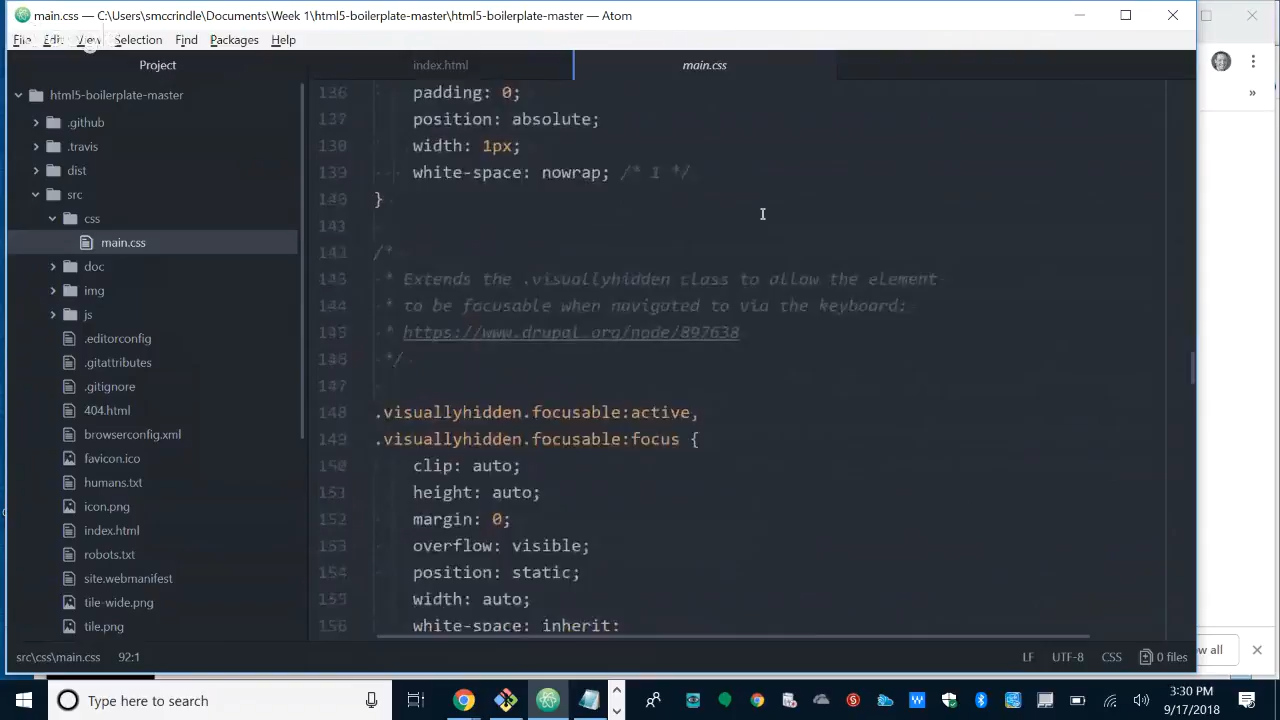 main.css — C:\Users\smccrindle\Documents\Week 1\html5-boilerplate-master\html5-boilerplate-master — Atom
File Edit View Selection Find Packages Help
Project
index.html
main.css
html5-boilerplate-master
.github
.travis
dist
src
css
main.css
doc
img
js
.editorconfig
.gitattributes
.gitignore
404.html
browserconfig.xml
favicon.ico
humans.txt
icon.png
index.html
robots.txt
site.webmanifest
tile-wide.png
tile.png
136 padding: 0;
137 position: absolute;
width: 1px;
139 white-space: nowrap; /* 1 */
140 }
/*
* Extends the .visuallyhidden class to allow the element
144 * to be focusable when navigated to via the keyboard:
145 * https://www.drupal.org/node/897638
*/
147
148 .visuallyhidden.focusable:active,
149 .visuallyhidden.focusable:focus {
150 clip: auto;
151 height: auto;
152 margin: 0;
153 overflow: visible;
154 position: static;
155 width: auto;
156 white-space: inherit;
src\css\main.css 92:1
LF UTF-8 CSS 0 files
w all
Type here to search
3:30 PM
9/17/2018